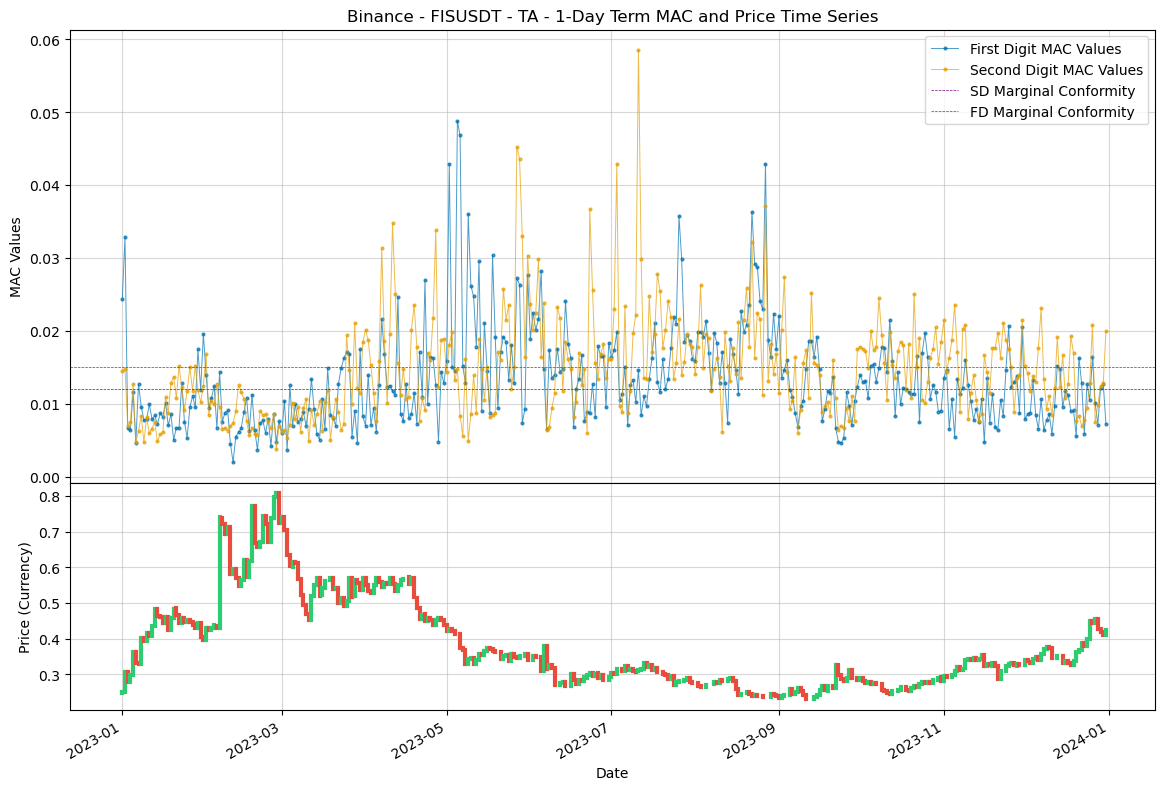 Binance - FISUSDT - TA - 1-Day Term MAC and Price Time Series
First Digit MAC Values
Second Digit MAC Values
SD Marginal Conformity
FD Marginal Conformity
MAC Values
0.06
0.05
0.04
0.03
0.02
0.01
0.00
Price (Currency)
0.8
0.7
0.6
0.5
0.4
0.3
2023-01
2023-03
2023-05
2023-07
2023-09
2023-11
2024-01
Date